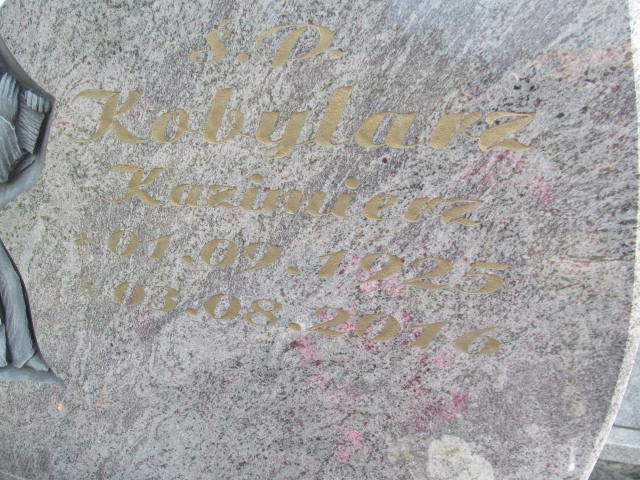 Ś.P.
Kobylarz
Kazimierz
* 01.09.1925
+ 03.08.2016